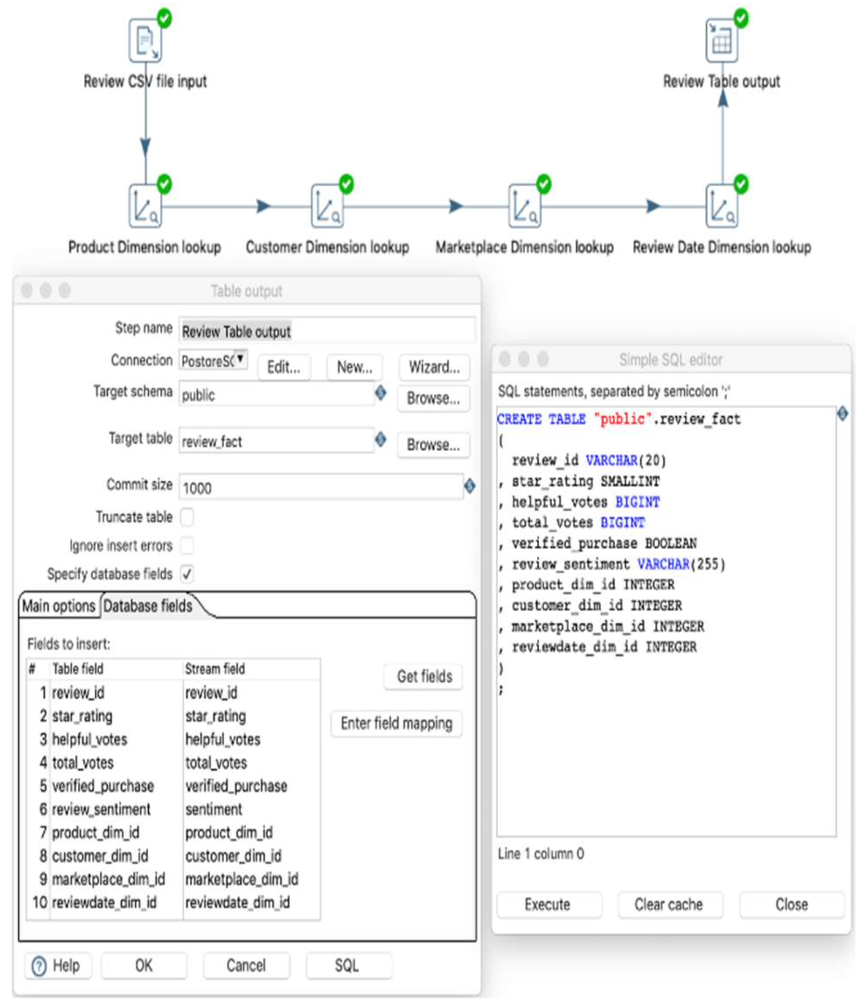 Review CSV file input
Review Table output
Product Dimension lookup
Customer Dimension lookup
Marketplace Dimension lookup
Review Date Dimension lookup
Table output
Step name Review Table output
Connection PostoreSQ Edit... New... Wizard...
Target schema public Browse...
Target table review_fact Browse...
Commit size 1000
Truncate table
Ignore insert errors
Specify database fields
Main options Database fields
Fields to insert:
# Table field Stream field
1 review_id review_id
2 star_rating star_rating
3 helpful_votes helpful_votes
4 total_votes total_votes
5 verified_purchase verified_purchase
6 review_sentiment sentiment
7 product_dim_id product_dim_id
8 customer_dim_id customer_dim_id
9 marketplace_dim_id marketplace_dim_id
10 reviewdate_dim_id reviewdate_dim_id
Get fields
Enter field mapping
? Help OK Cancel SQL
Simple SQL editor
SQL statements, separated by semicolon ';'
CREATE TABLE "public".review_fact
(
review_id VARCHAR(20)
, star_rating SMALLINT
, helpful_votes BIGINT
, total_votes BIGINT
, verified_purchase BOOLEAN
, review_sentiment VARCHAR(255)
, product_dim_id INTEGER
, customer_dim_id INTEGER
, marketplace_dim_id INTEGER
, reviewdate_dim_id INTEGER
)
;
Line 1 column 0
Execute Clear cache Close